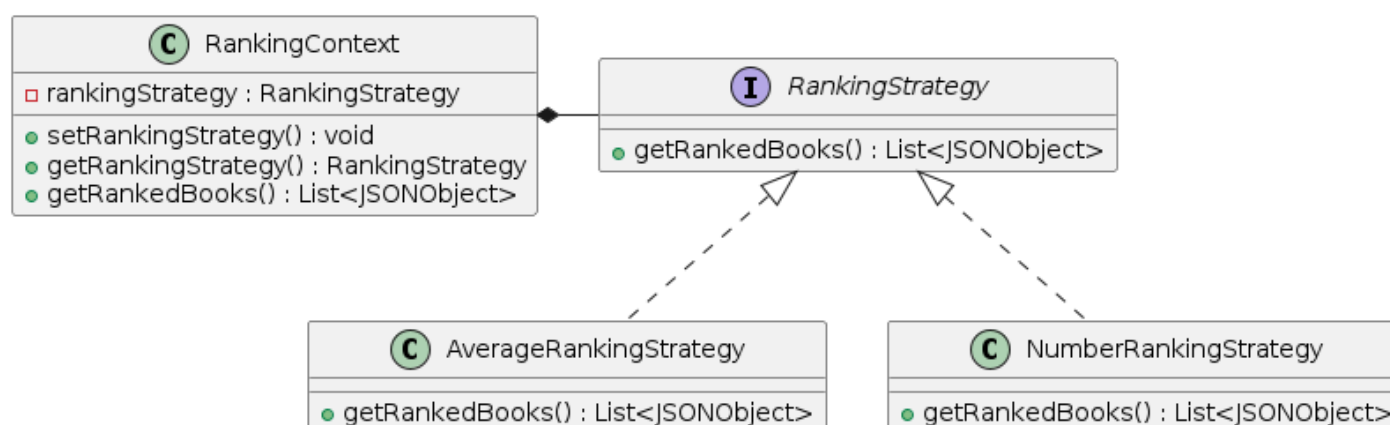 C RankingContext
rankingStrategy : RankingStrategy
setRankingStrategy() : void
getRankingStrategy() : RankingStrategy
getRankedBooks() : List<JSONObject>
I RankingStrategy
getRankedBooks() : List<JSONObject>
C AverageRankingStrategy
getRankedBooks() : List<JSONObject>
C NumberRankingStrategy
getRankedBooks() : List<JSONObject>